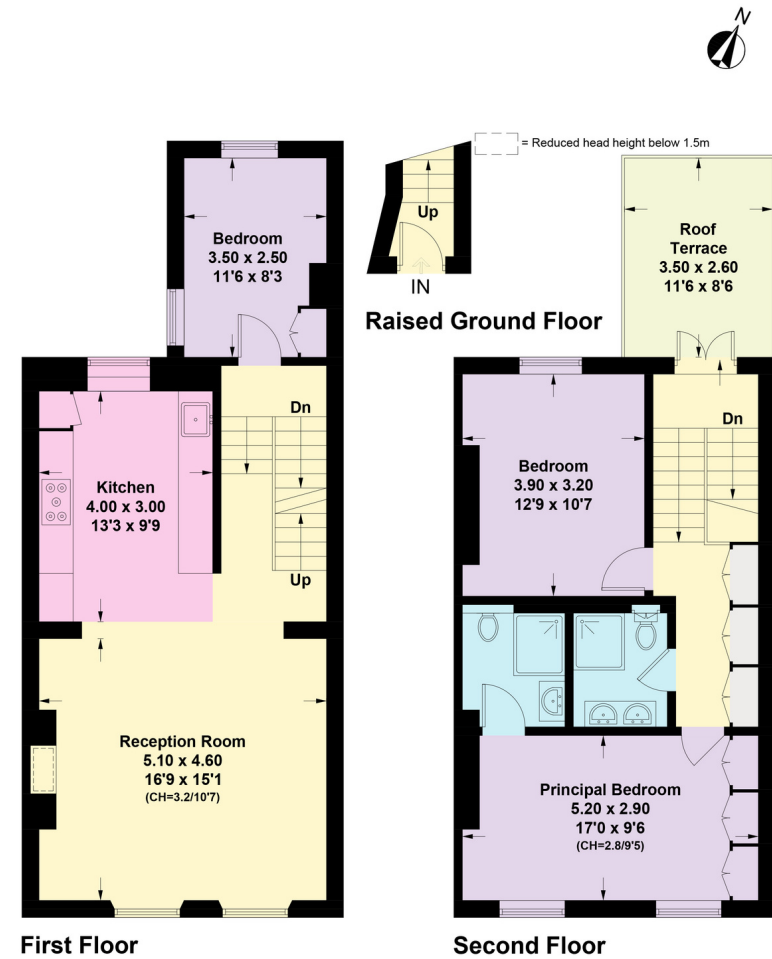 N
= Reduced head height below 1.5m
Up
IN
Raised Ground Floor
Bedroom
3.50 x 2.50
11'6 x 8'3
Dn
Kitchen
4.00 x 3.00
13'3 x 9'9
Up
Reception Room
5.10 x 4.60
16'9 x 15'1
(CH=3.2/10'7)
First Floor
Roof
Terrace
3.50 x 2.60
11'6 x 8'6
Dn
Bedroom
3.90 x 3.20
12'9 x 10'7
Principal Bedroom
5.20 x 2.90
17'0 x 9'6
(CH=2.8/9'5)
Second Floor